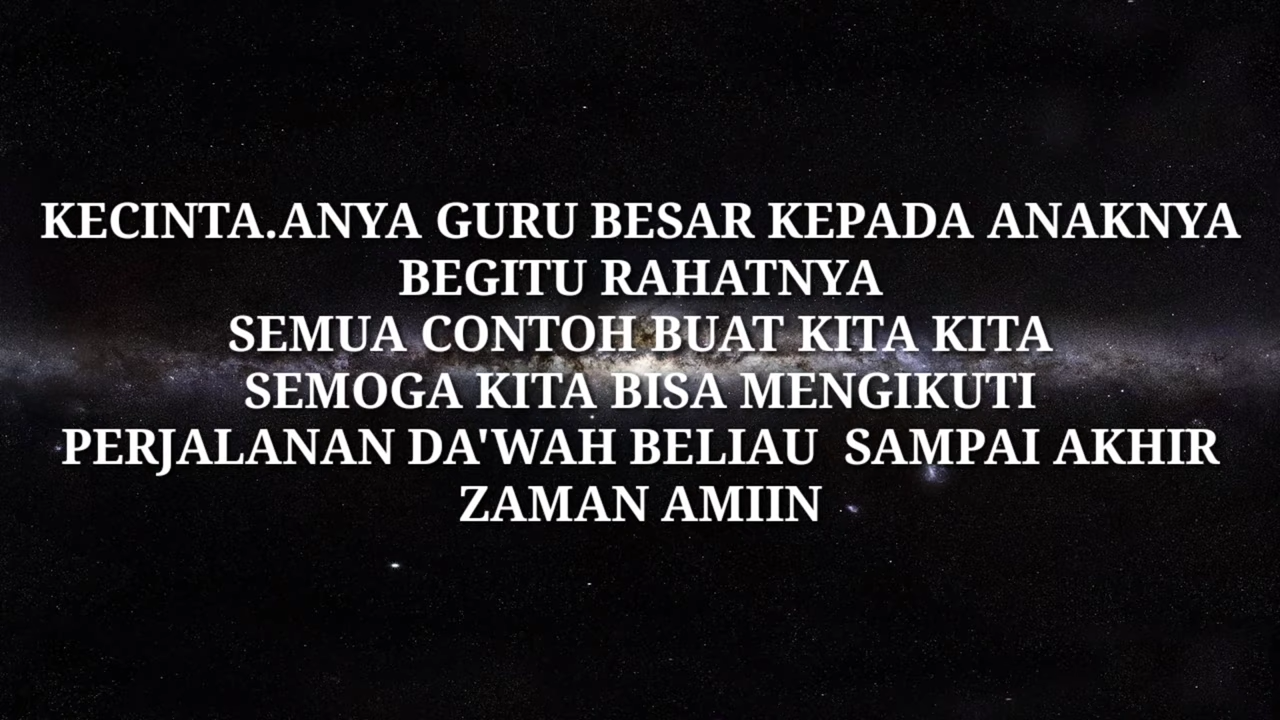 KECINTA.ANYA GURU BESAR KEPADA ANAKNYA
BEGITU RAHATNYA
SEMUA CONTOH BUAT KITA KITA
SEMOGA KITA BISA MENGIKUTI
PERJALANAN DA'WAH BELIAU  SAMPAI AKHIR
ZAMAN AMIIN